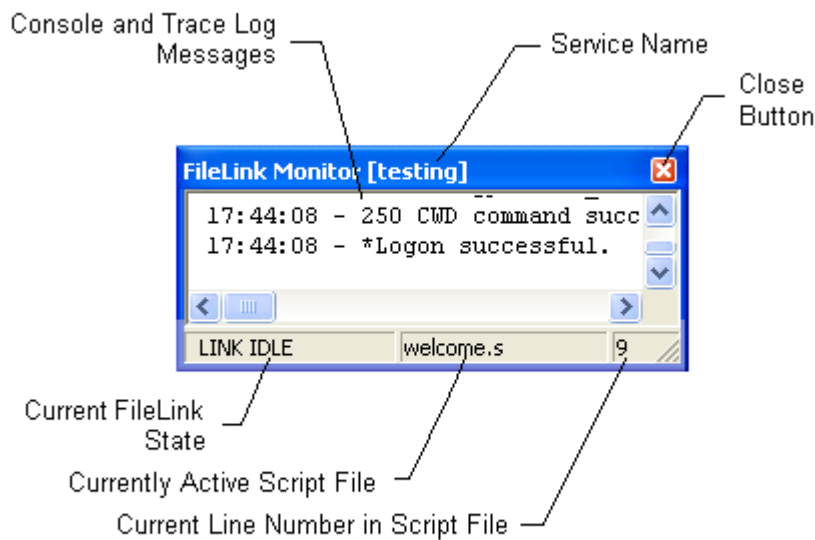 Console and Trace Log
Messages
Service Name
Close
Button
FileLink Monitor [testing]
17:44:08 - 250 CWD command succ
17:44:08 - *Logon successful.
LINK IDLE
welcome.s
9
Current FileLink
State
Currently Active Script File
Current Line Number in Script File